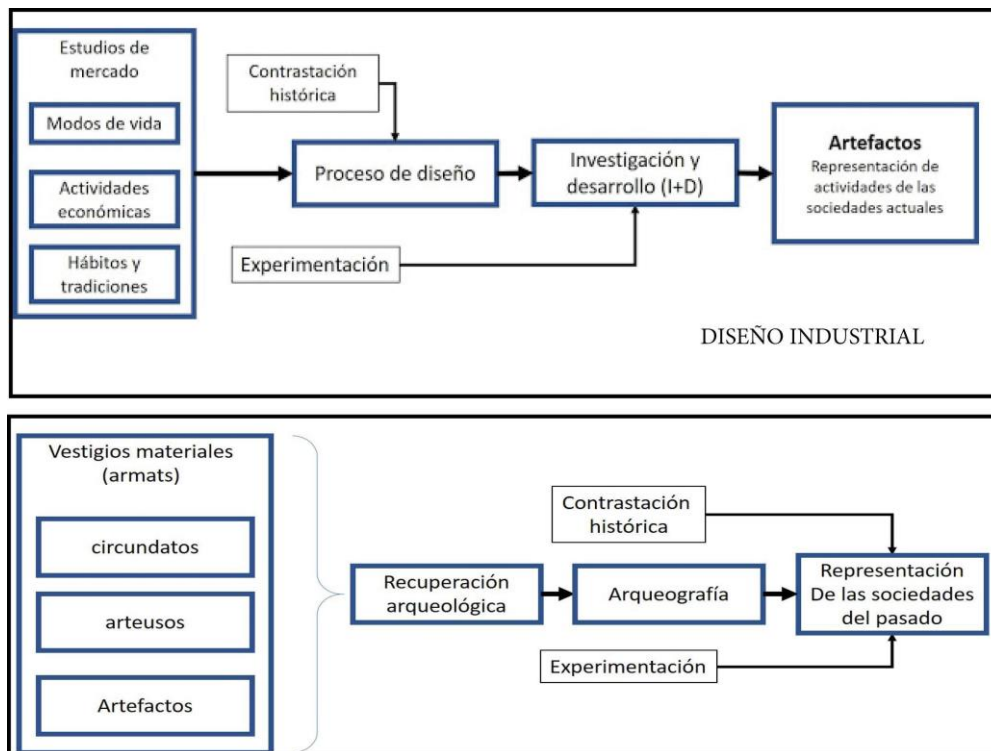 Estudios de
mercado
Modos de vida
Actividades
económicas
Hábitos y
tradiciones
Contrastación
histórica
Proceso de diseño
Experimentación
Investigación y
desarrollo (I+D)
Artefactos
Representación de
actividades de las
sociedades actuales
DISEÑO INDUSTRIAL
Vestigios materiales
(armats)
circundatos
arteusos
Artefactos
Recuperación
arqueológica
Arqueografía
Contrastación
histórica
Experimentación
Representación
De las sociedades
del pasado